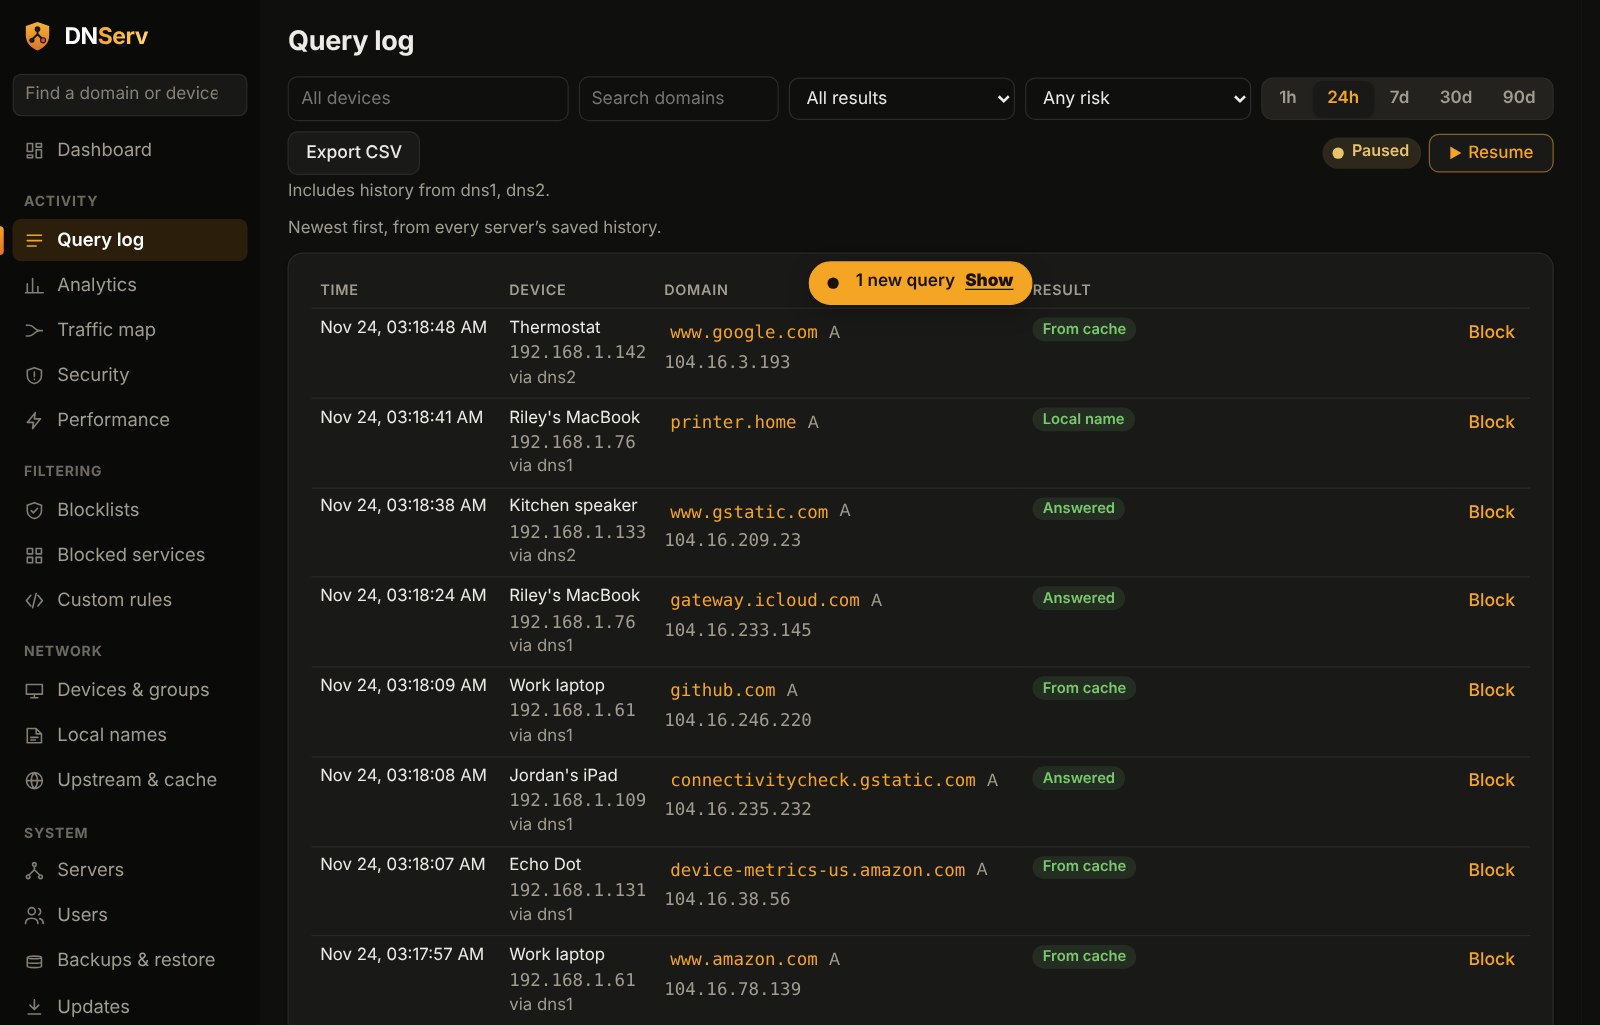 DNServ
Find a domain or device
Dashboard
ACTIVITY
Query log
Analytics
Traffic map
Security
Performance
FILTERING
Blocklists
Blocked services
Custom rules
NETWORK
Devices & groups
Local names
Upstream & cache
SYSTEM
Servers
Users
Backups & restore
Updates
Query log
All devices
Search domains
All results
Any risk
1h 24h 7d 30d 90d
Export CSV
Paused
Resume
Includes history from dns1, dns2.
Newest first, from every server’s saved history.
1 new query Show
TIME DEVICE DOMAIN RESULT
Nov 24, 03:18:48 AM Thermostat www.google.com A From cache Block
192.168.1.142 104.16.3.193
via dns2
Nov 24, 03:18:41 AM Riley's MacBook printer.home A Local name Block
192.168.1.76
via dns1
Nov 24, 03:18:38 AM Kitchen speaker www.gstatic.com A Answered Block
192.168.1.133 104.16.209.23
via dns2
Nov 24, 03:18:24 AM Riley's MacBook gateway.icloud.com A Answered Block
192.168.1.76 104.16.233.145
via dns1
Nov 24, 03:18:09 AM Work laptop github.com A From cache Block
192.168.1.61 104.16.246.220
via dns1
Nov 24, 03:18:08 AM Jordan's iPad connectivitycheck.gstatic.com A Answered Block
192.168.1.109 104.16.235.232
via dns1
Nov 24, 03:18:07 AM Echo Dot device-metrics-us.amazon.com A From cache Block
192.168.1.131 104.16.38.56
via dns1
Nov 24, 03:17:57 AM Work laptop www.amazon.com A From cache Block
192.168.1.61 104.16.78.139
via dns1